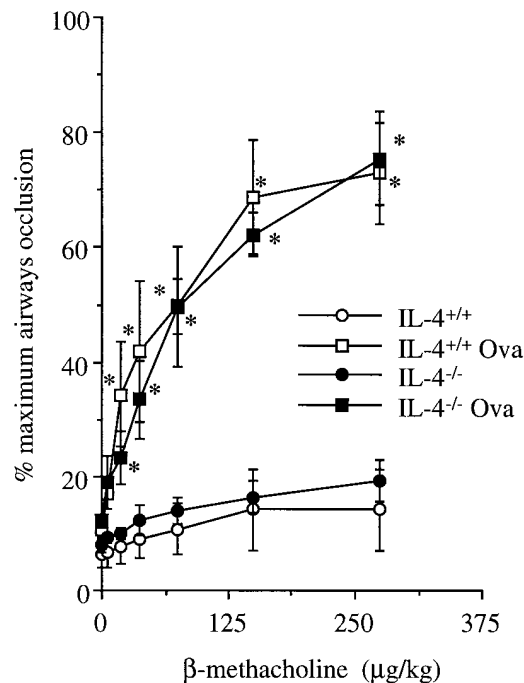 100
80
60
40
20
0
% maximum airways occlusion
*
*
*
*
*
*
*
*
*
*
*
IL-4+/+
IL-4+/+ Ova
IL-4-/-
IL-4-/- Ova
0 125 250 375
β-methacholine (μg/kg)